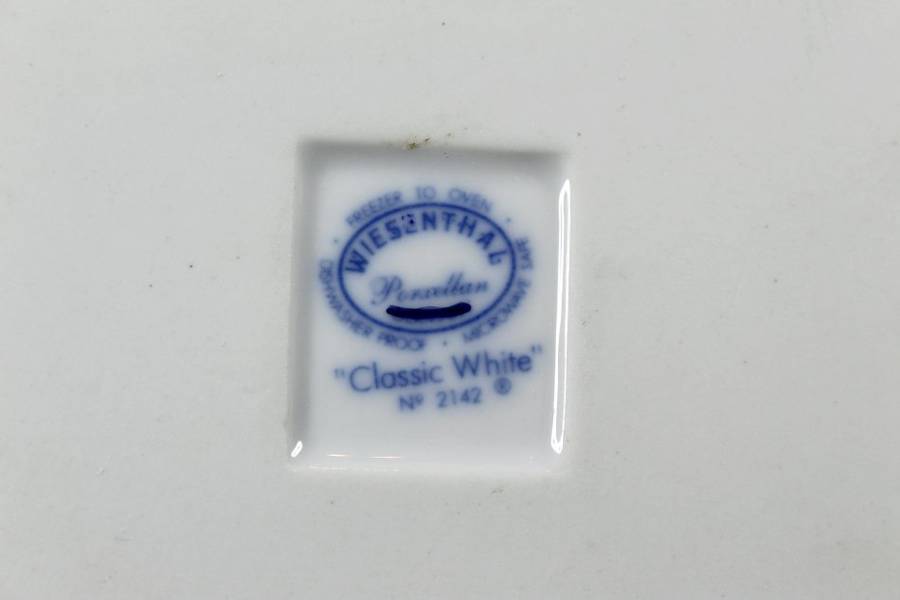 · FREEZER TO OVEN · MICROWAVE SAFE · DISHWASHER PROOF
WIESENTHAL
Porzellan
"Classic White"
Nº 2142 ®